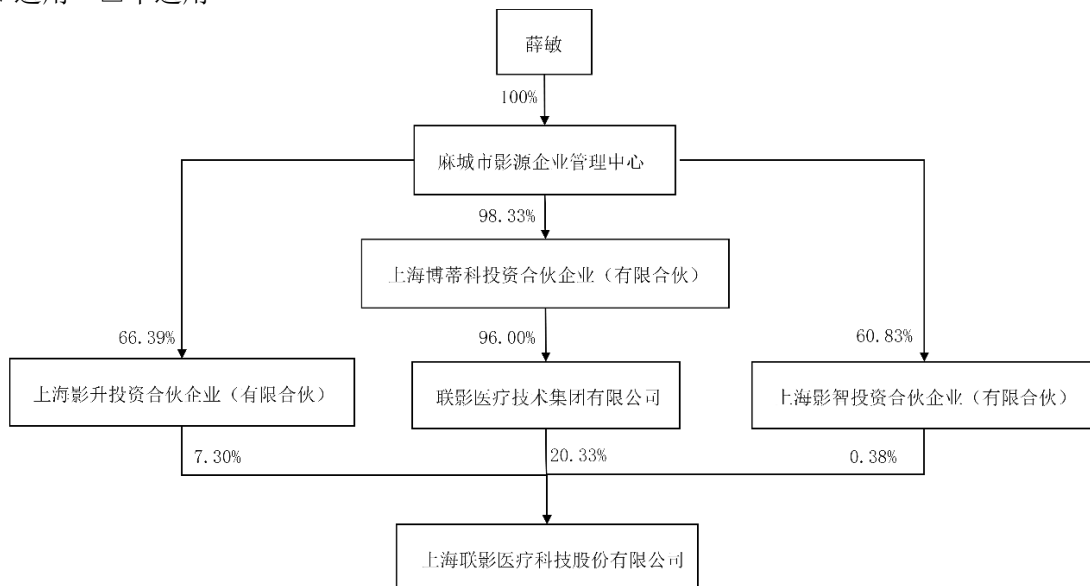 薛敏
100%
麻城市影源企业管理中心
98.33%
上海博蒂科投资合伙企业（有限合伙）
66.39%
96.00%
60.83%
上海影升投资合伙企业（有限合伙）
联影医疗技术集团有限公司
上海影智投资合伙企业（有限合伙）
7.30%
20.33%
0.38%
上海联影医疗科技股份有限公司